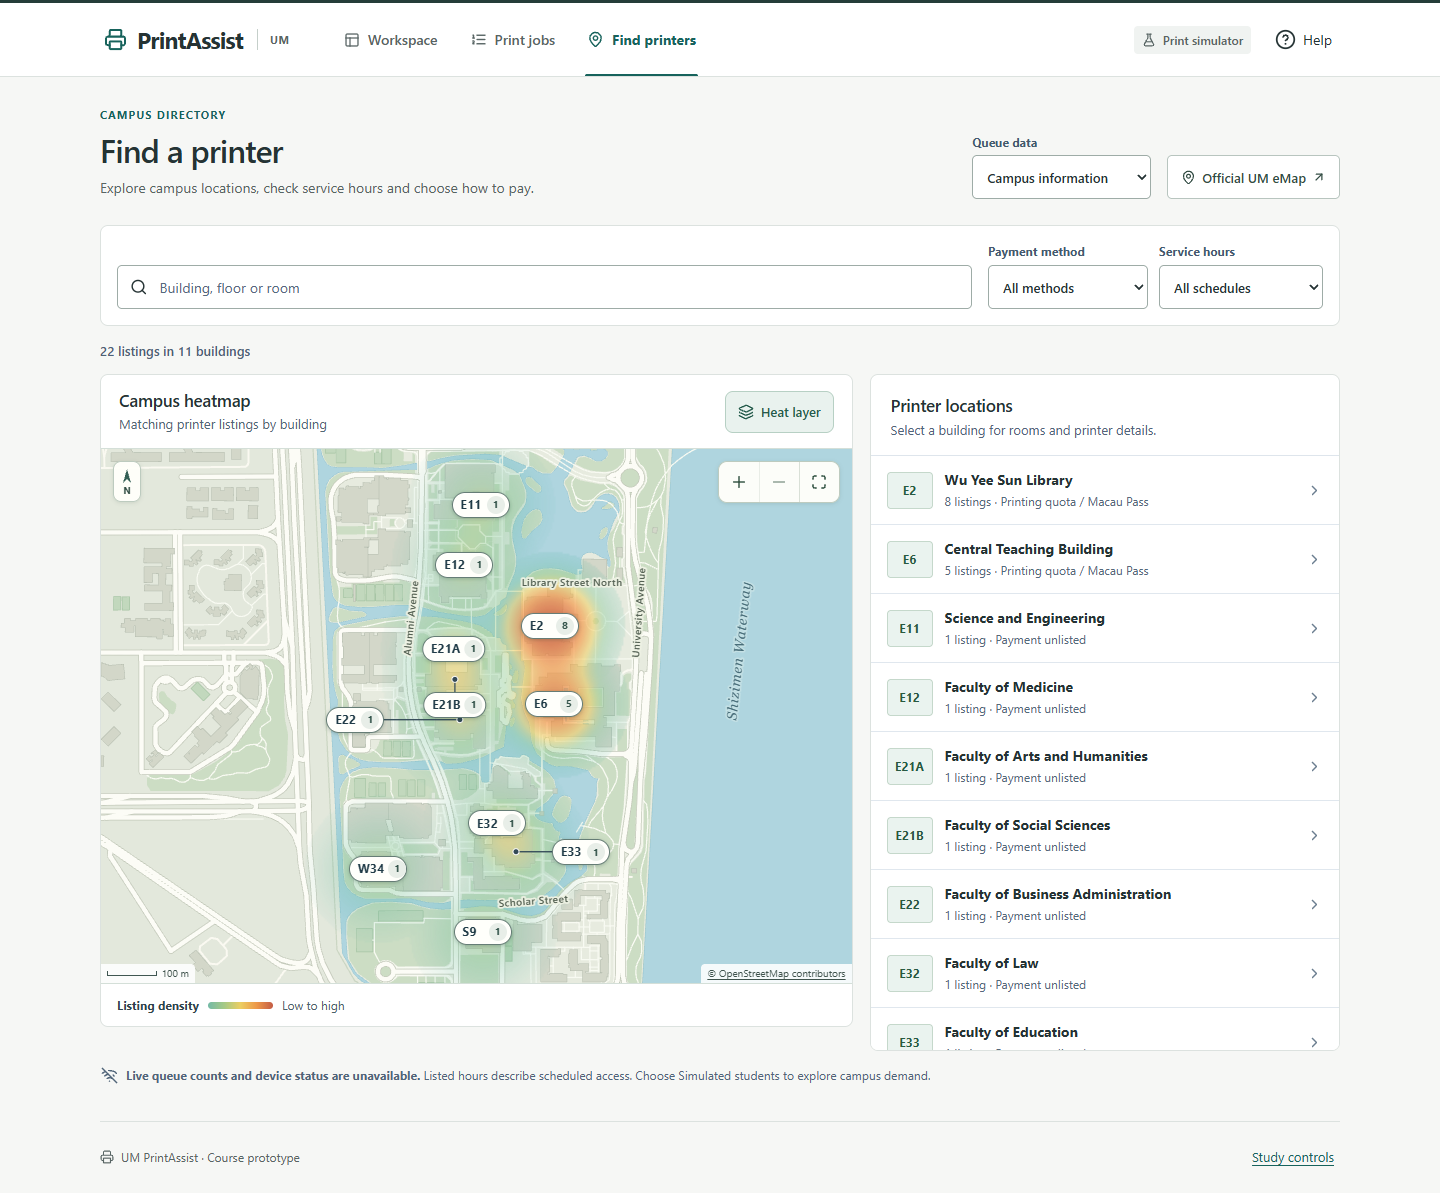 PrintAssist UM Workspace Print jobs Find printers Print simulator Help
CAMPUS DIRECTORY
Find a printer
Explore campus locations, check service hours and choose how to pay.
Queue data
Campus information
Official UM eMap
Building, floor or room
Payment method
All methods
Service hours
All schedules
22 listings in 11 buildings
Campus heatmap
Matching printer listings by building
Heat layer
N
E11 1
E12 1
Library Street North
Alumni Avenue
University Avenue
E2 8
E21A 1
E21B 1
E6 5
E22 1
Shizimen Waterway
E32 1
E33 1
W34 1
Scholar Street
S9 1
100 m
© OpenStreetMap contributors
Listing density Low to high
Printer locations
Select a building for rooms and printer details.
E2
Wu Yee Sun Library
8 listings · Printing quota / Macau Pass
E6
Central Teaching Building
5 listings · Printing quota / Macau Pass
E11
Science and Engineering
1 listing · Payment unlisted
E12
Faculty of Medicine
1 listing · Payment unlisted
E21A
Faculty of Arts and Humanities
1 listing · Payment unlisted
E21B
Faculty of Social Sciences
1 listing · Payment unlisted
E22
Faculty of Business Administration
1 listing · Payment unlisted
E32
Faculty of Law
1 listing · Payment unlisted
E33
Faculty of Education
Live queue counts and device status are unavailable. Listed hours describe scheduled access. Choose Simulated students to explore campus demand.
UM PrintAssist · Course prototype
Study controls